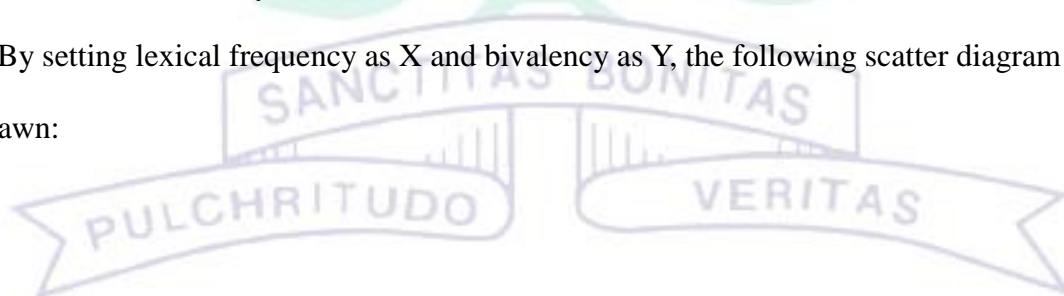 By setting lexical frequency as X and bivalency as Y, the following scatter diagram
SANCTITAS BONITAS
awn:
PULCHRITUDO VERITAS